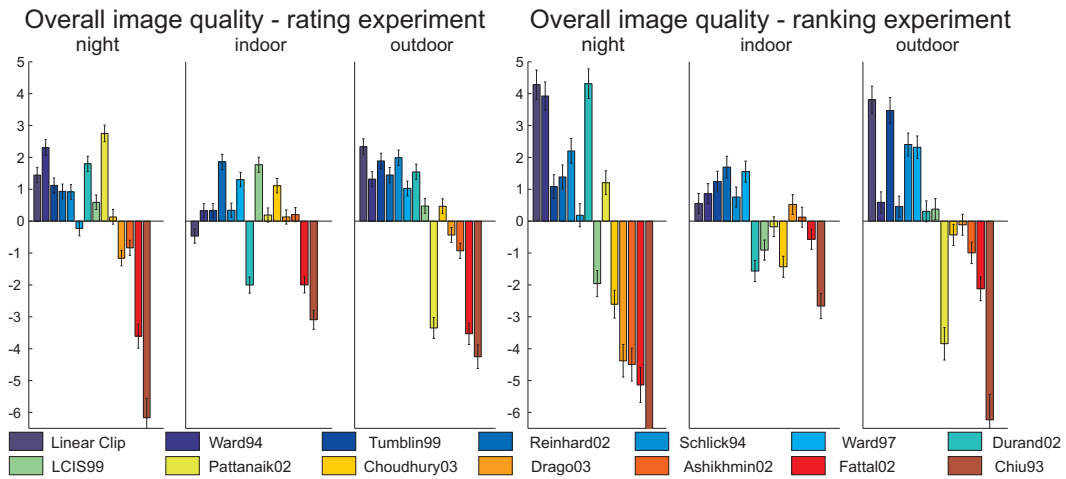 Overall image quality - rating experiment
Overall image quality - ranking experiment
night
indoor
outdoor
night
indoor
outdoor
5
4
3
2
1
0
-1
-2
-3
-4
-5
-6
5
4
3
2
1
0
-1
-2
-3
-4
-5
-6
Linear Clip
Ward94
Tumblin99
Reinhard02
Schlick94
Ward97
Durand02
LCIS99
Pattanaik02
Choudhury03
Drago03
Ashikhmin02
Fattal02
Chiu93